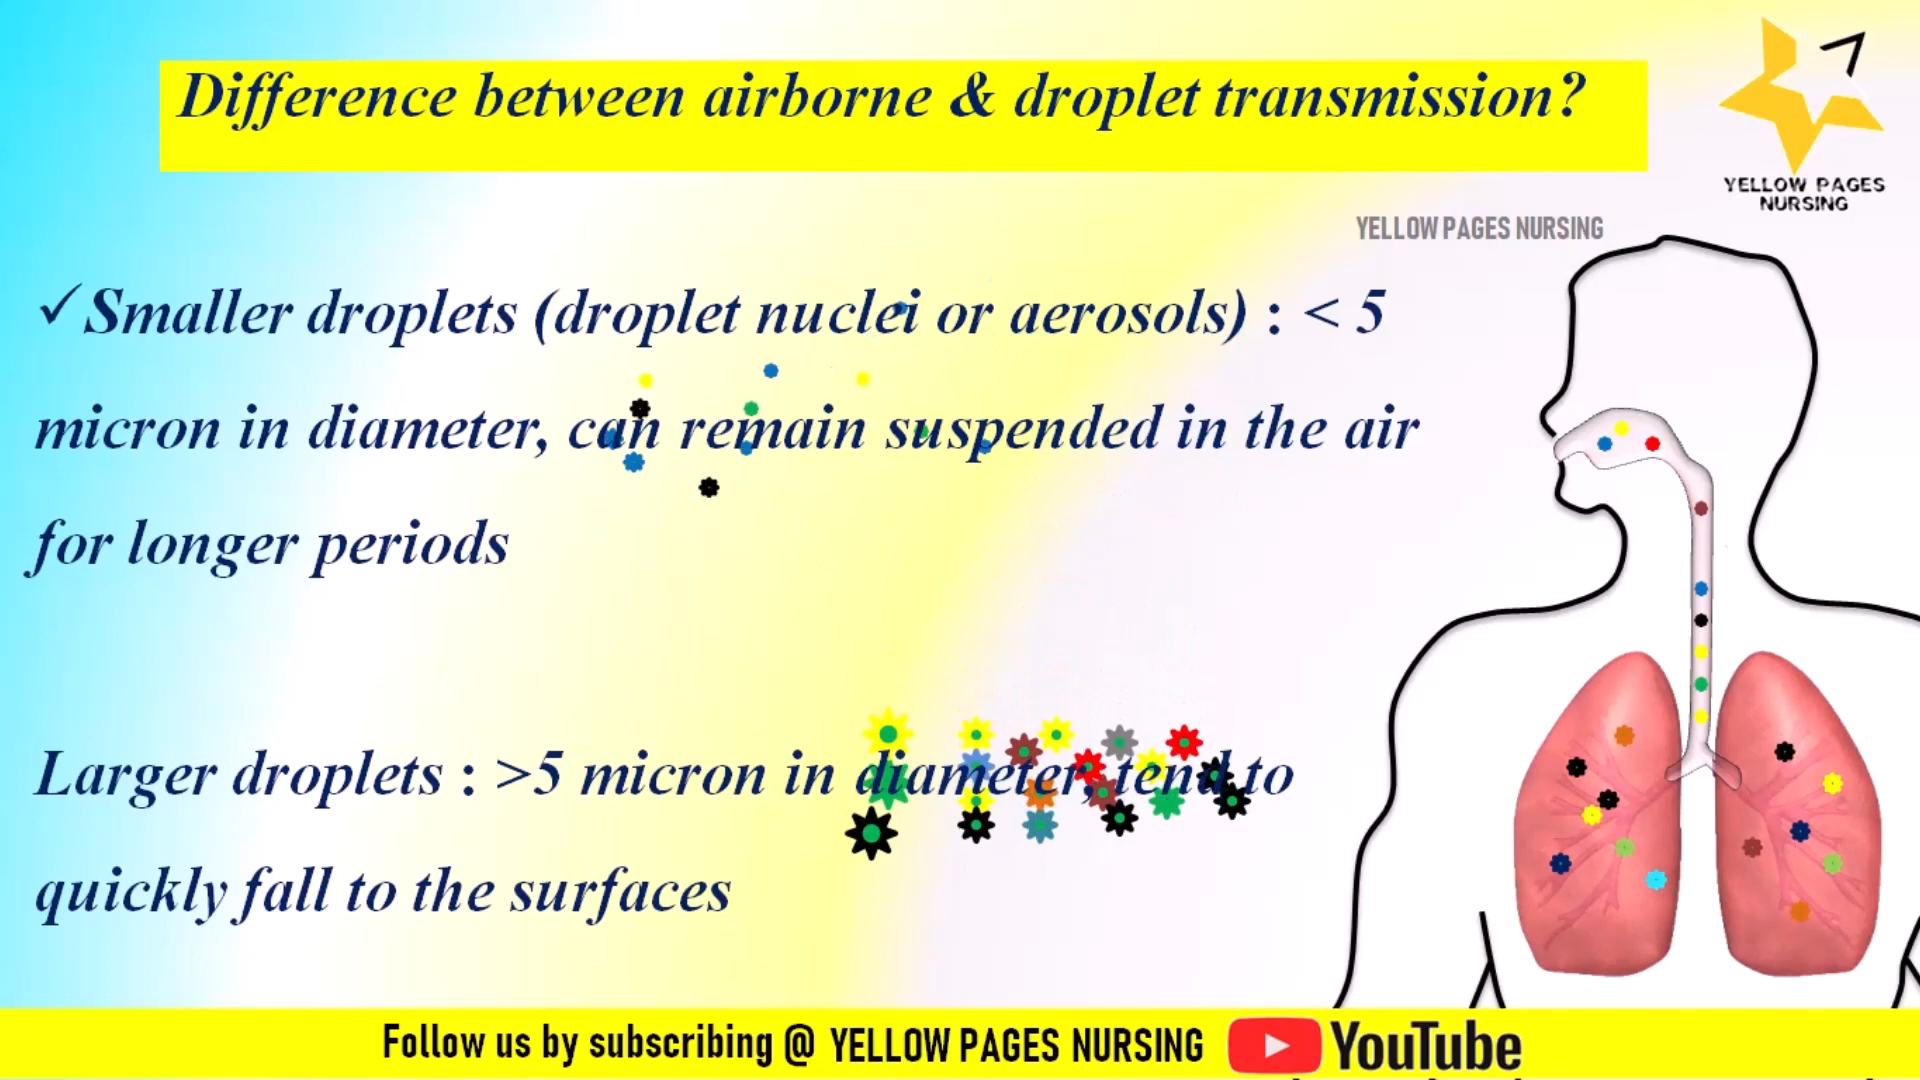 Difference between airborne & droplet transmission?
YELLOW PAGES
NURSING
YELLOW PAGES NURSING
✓Smaller droplets (droplet nuclei or aerosols) : < 5
micron in diameter, can remain suspended in the air
for longer periods
Larger droplets : >5 micron in diameter, tend to
quickly fall to the surfaces
Follow us by subscribing @ YELLOW PAGES NURSING YouTube